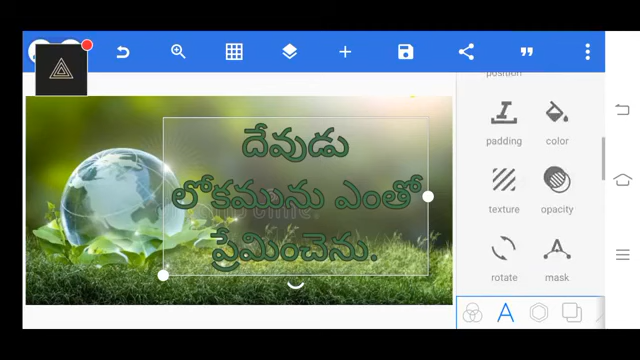 position
padding color
దేవుడు
లోకమును ఎంతో
ప్రేమించెను.
texture opacity
rotate mask